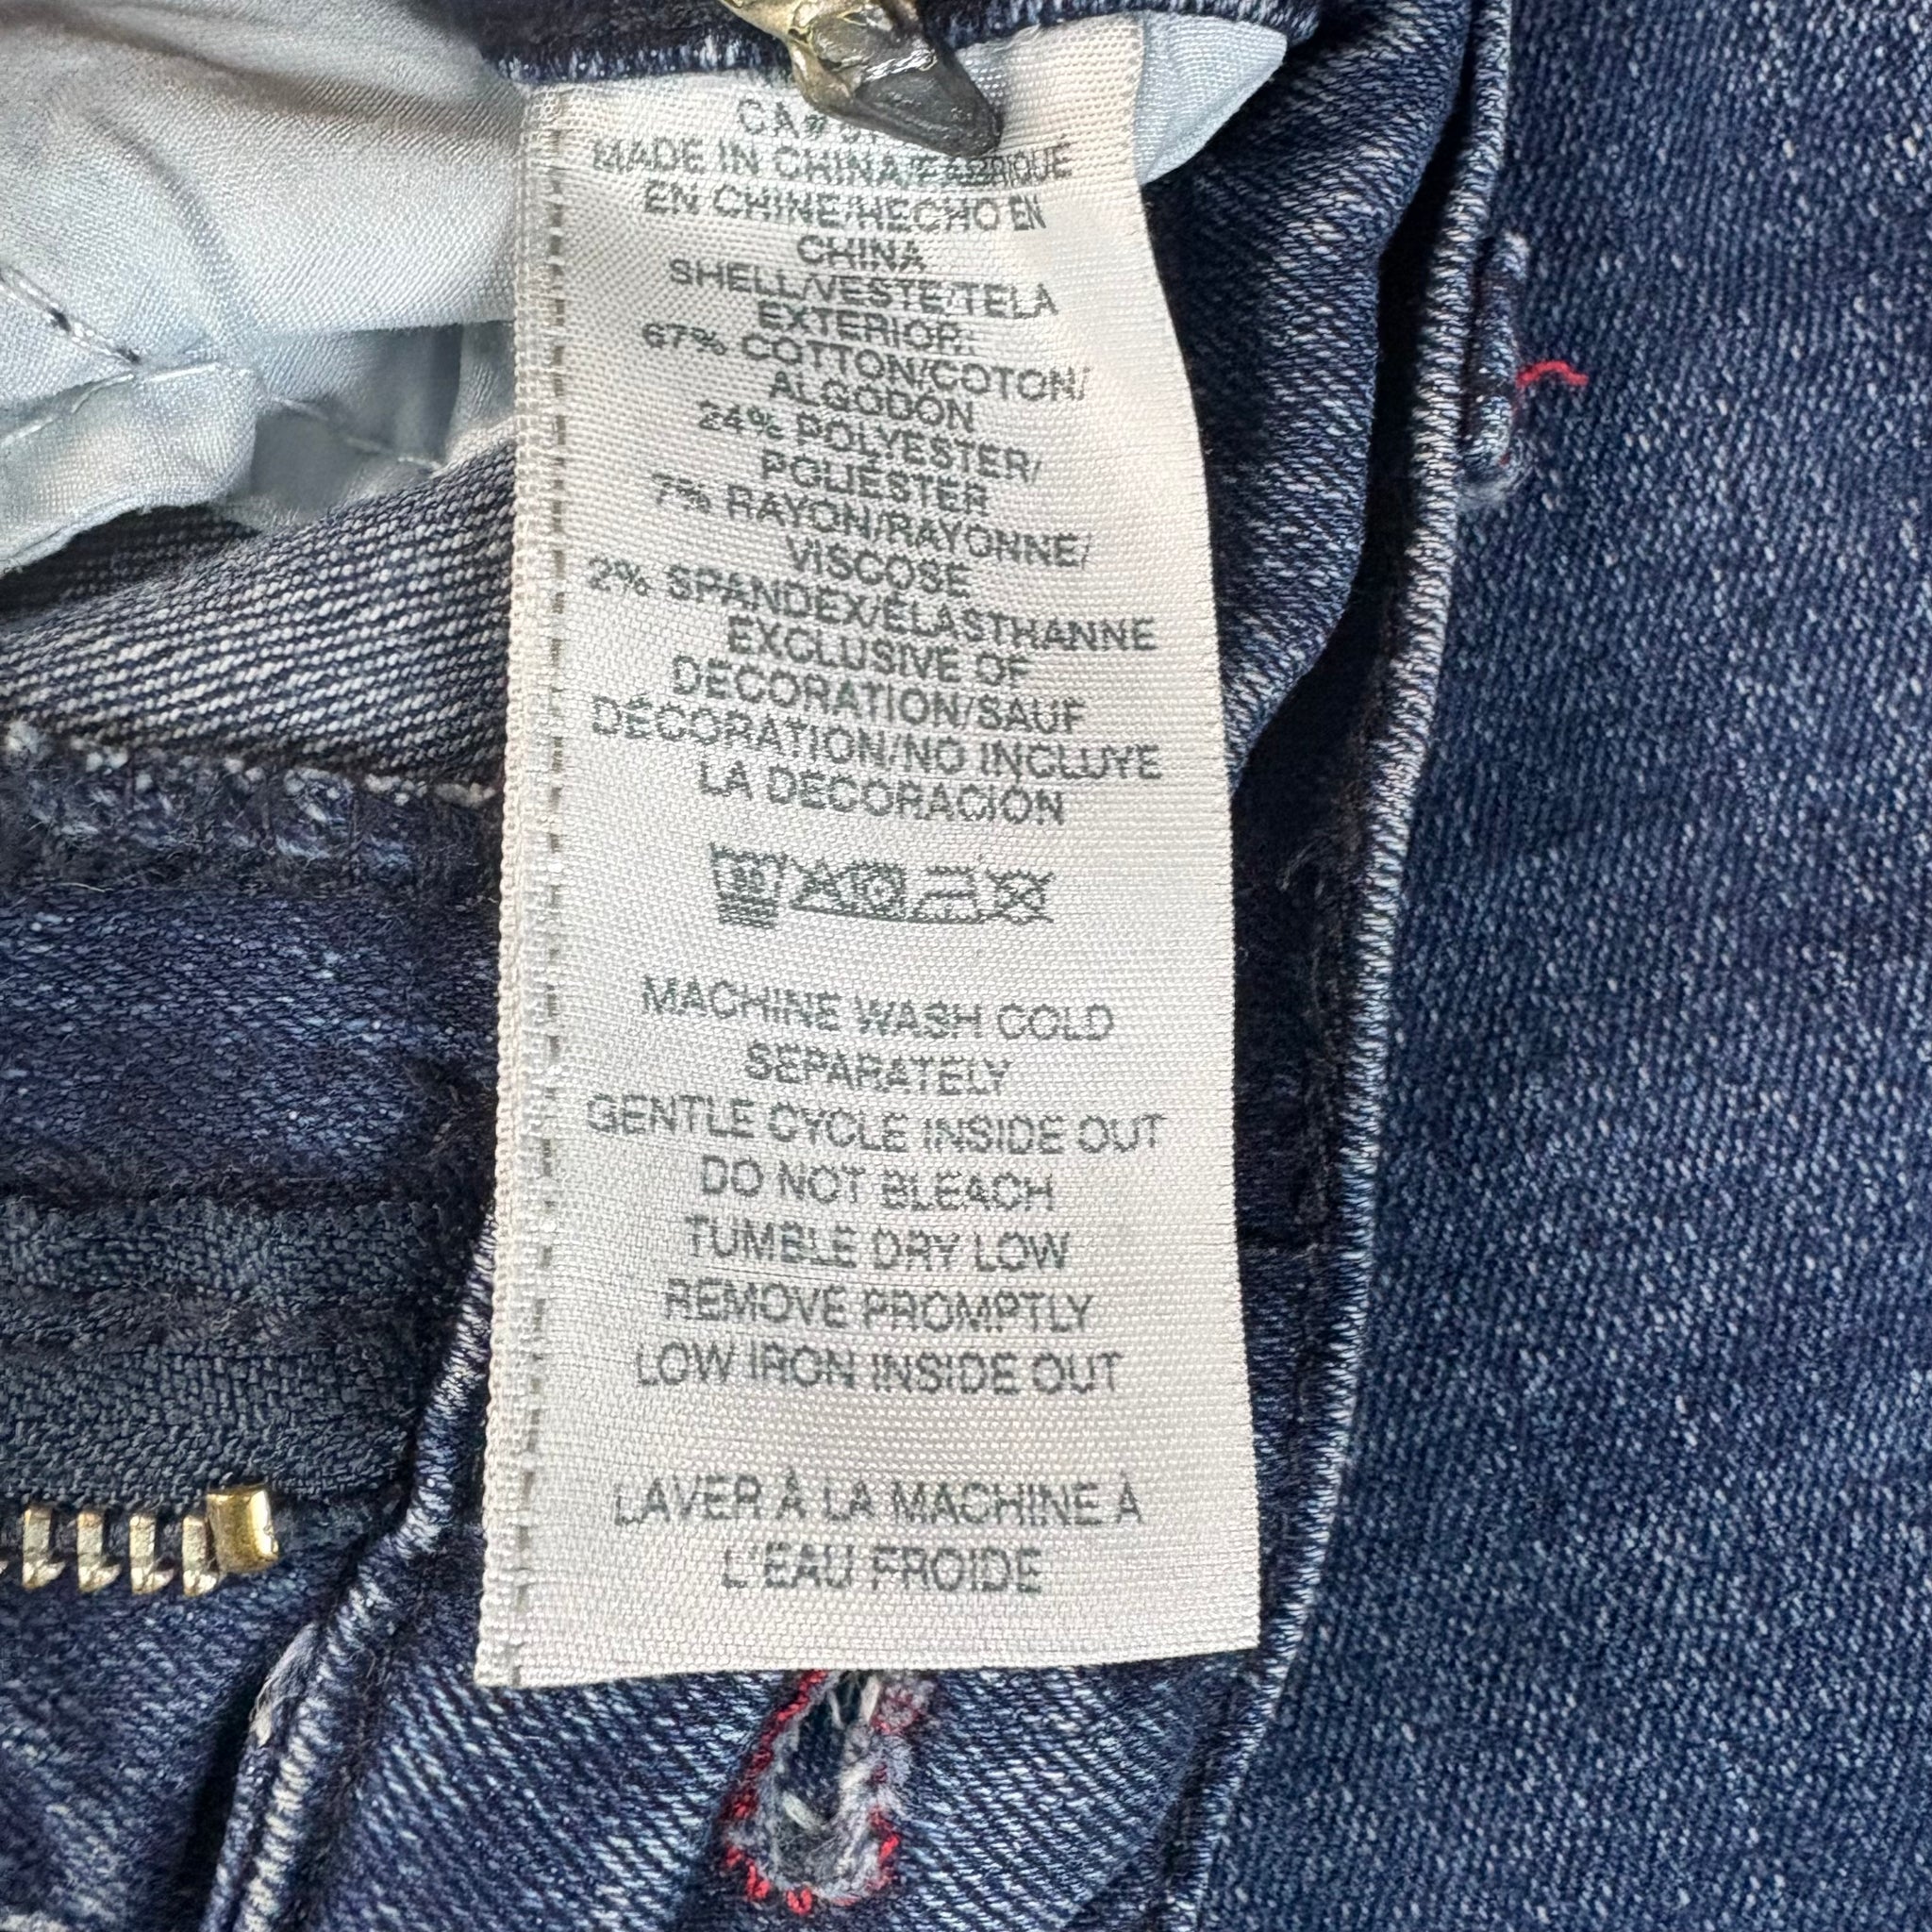 CA#
MADE IN CHINA/FABRIQUÉ
EN CHINE/HECHO EN
CHINA
SHELL/VESTE/TELA
EXTERIOR:
67% COTTON/COTON/
ALGODÓN
24% POLYESTER/
POLIÉSTER
7% RAYON/RAYONNE/
VISCOSE
2% SPANDEX/ÉLASTHANNE
EXCLUSIVE OF
DECORATION/SAUF
DÉCORATION/NO INCLUYE
LA DECORACIÓN
30
MACHINE WASH COLD
SEPARATELY
GENTLE CYCLE INSIDE OUT
DO NOT BLEACH
TUMBLE DRY LOW
REMOVE PROMPTLY
LOW IRON INSIDE OUT
LAVER À LA MACHINE À
L'EAU FROIDE